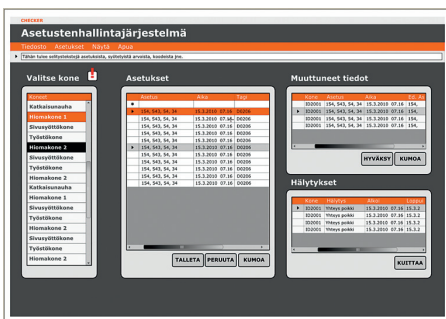 CHECKER
Asetustenhallintajärjestelmä
Tiedosto Asetukset Näytä Apua
Tähän tulee selitystekstejä asetuksista, syötetyistä arvoista, koodeista jne.
Valitse kone
Koneet
Katkaisunauha
Hiomakone 1
Sivusyöttökone
Työstökone
Hiomakone 2
Sivusyöttökone
Työstökone
Hiomakone 2
Katkaisunauha
Hiomakone 1
Sivusyöttökone
Työstökone
Hiomakone 2
Sivusyöttökone
Työstökone
Hiomakone 2
Asetukset
Asetus Aika Tagi
154, 543, 54, 34 15.3.2010 07.16 D0206
154, 543, 54, 34 15.3.2010 07.16 D0206
154, 543, 54, 34 15.3.2010 07.16 D0206
154, 543, 54, 34 15.3.2010 07.16 D0206
154, 543, 54, 34 15.3.2010 07.16 D0206
154, 543, 54, 34 15.3.2010 07.16 D0206
154, 543, 54, 34 15.3.2010 07.16 D0206
154, 543, 54, 34 15.3.2010 07.16 D0206
154, 543, 54, 34 15.3.2010 07.16 D0206
154, 543, 54, 34 15.3.2010 07.16 D0206
TALLETA PERUUTA KUMOA
Muuttuneet tiedot
Kone Asetus Aika Ed. As
ID2001 154, 543, 54, 34 15.3.2010 07.16 154,
ID2001 154, 543, 54, 34 15.3.2010 07.16 154,
ID2001 154, 543, 54, 34 15.3.2010 07.16 154,
ID2001 154, 543, 54, 34 15.3.2010 07.16 154,
HYVÄKSY KUMOA
Hälytykset
Kone Hälytys Alkoi Loppui
ID2001 Yhteys poikki 15.3.2010 07.16 15.3.2
ID2001 Yhteys poikki 15.3.2010 07.16 15.3.2
ID2001 Yhteys poikki 15.3.2010 07.16 15.3.2
ID2001 Yhteys poikki 15.3.2010 07.16 15.3.2
KUITTAA